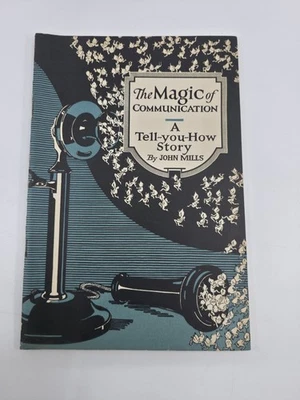 The Magic of
COMMUNICATION
A
Tell-you-How
Story
By JOHN MILLS